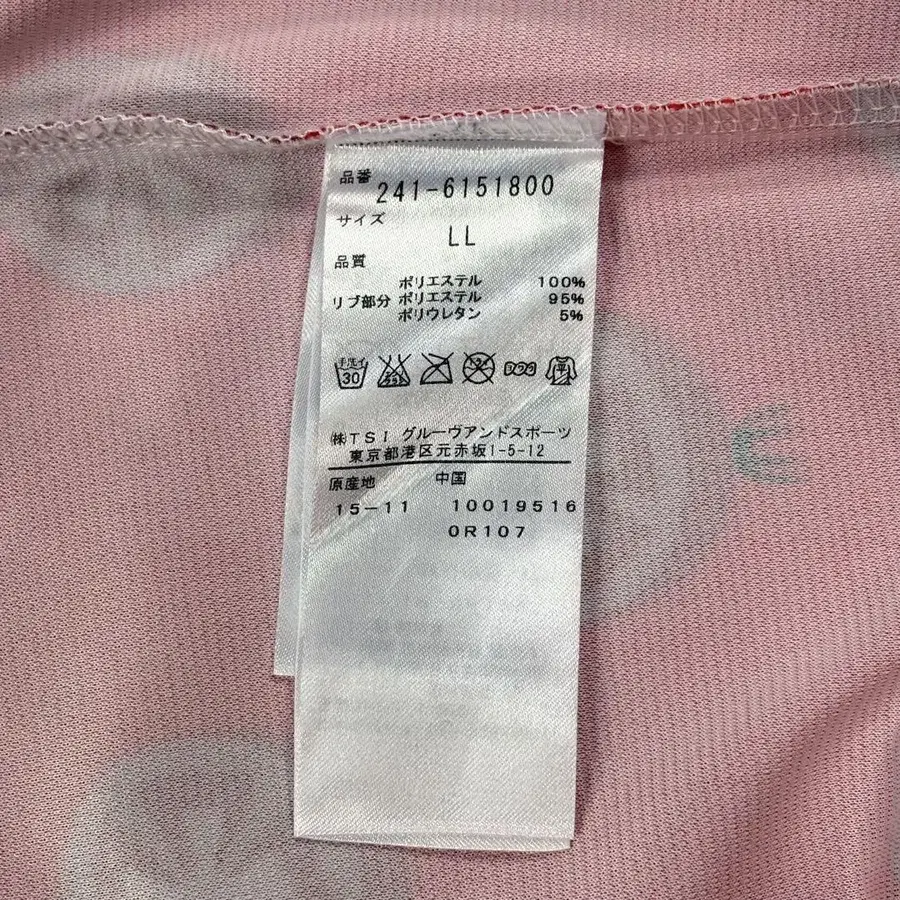 品番
241-6151800
サイズ
LL
品質
ポリエステル 100%
リブ部分 ポリエステル 95%
ポリウレタン 5%
手洗イ
30
㈱TSI グルーヴアンドスポーツ
東京都港区元赤坂1-5-12
原産地 中国
15-11 10019516
0R107